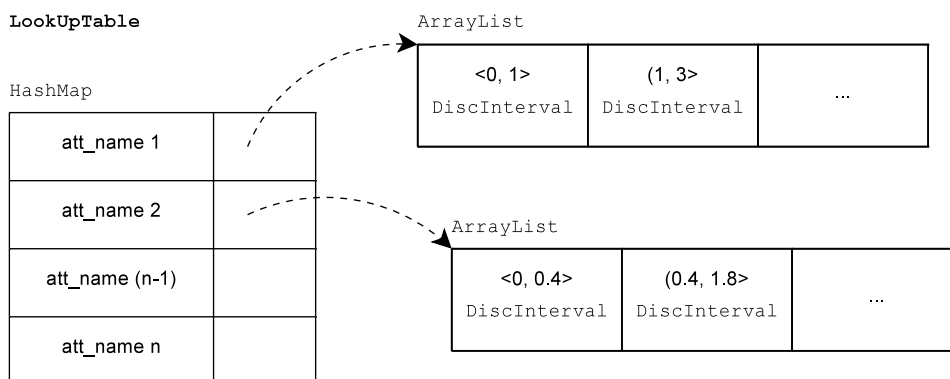 LookUpTable
HashMap
att_name 1
att_name 2
att_name (n-1)
att_name n
ArrayList
<0, 1>
DiscInterval
(1, 3>
DiscInterval
...
ArrayList
<0, 0.4>
DiscInterval
(0.4, 1.8>
DiscInterval
...